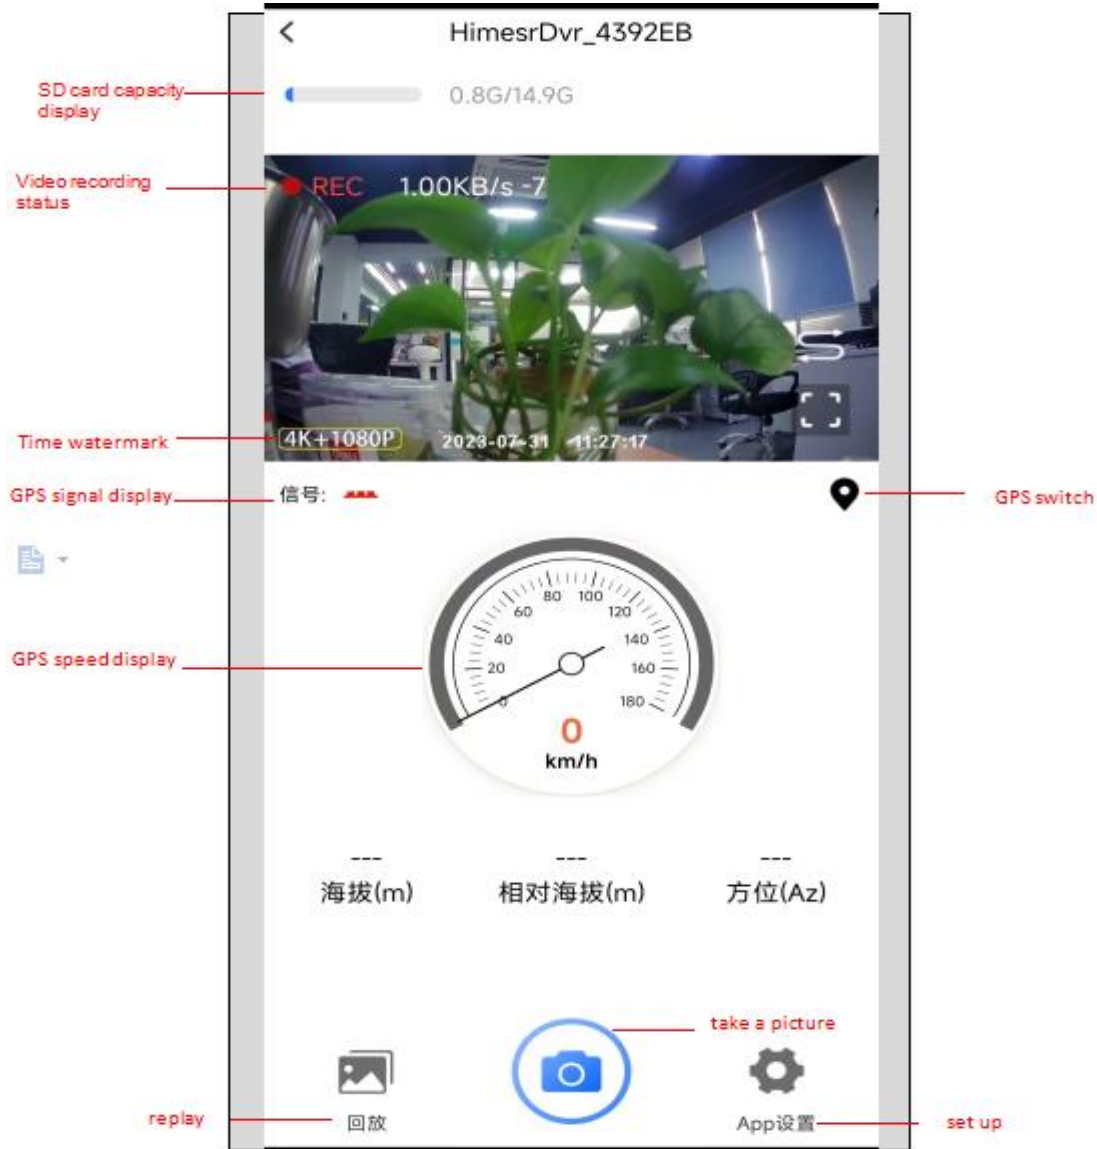 HimesrDvr_4392EB
SD card capacity
display
0.8G/14.9G
Video recording
status
REC 1.00KB/s -7
Time watermark
4K+1080P 2023-07-31 11:27:17
GPS signal display
信号:
GPS switch
80 100
60 120
40 140
GPS speed display
20 160
0 180
0
km/h
--- --- ---
海拔(m) 相对海拔(m) 方位(Az)
take a picture
replay
回放 App设置
set up